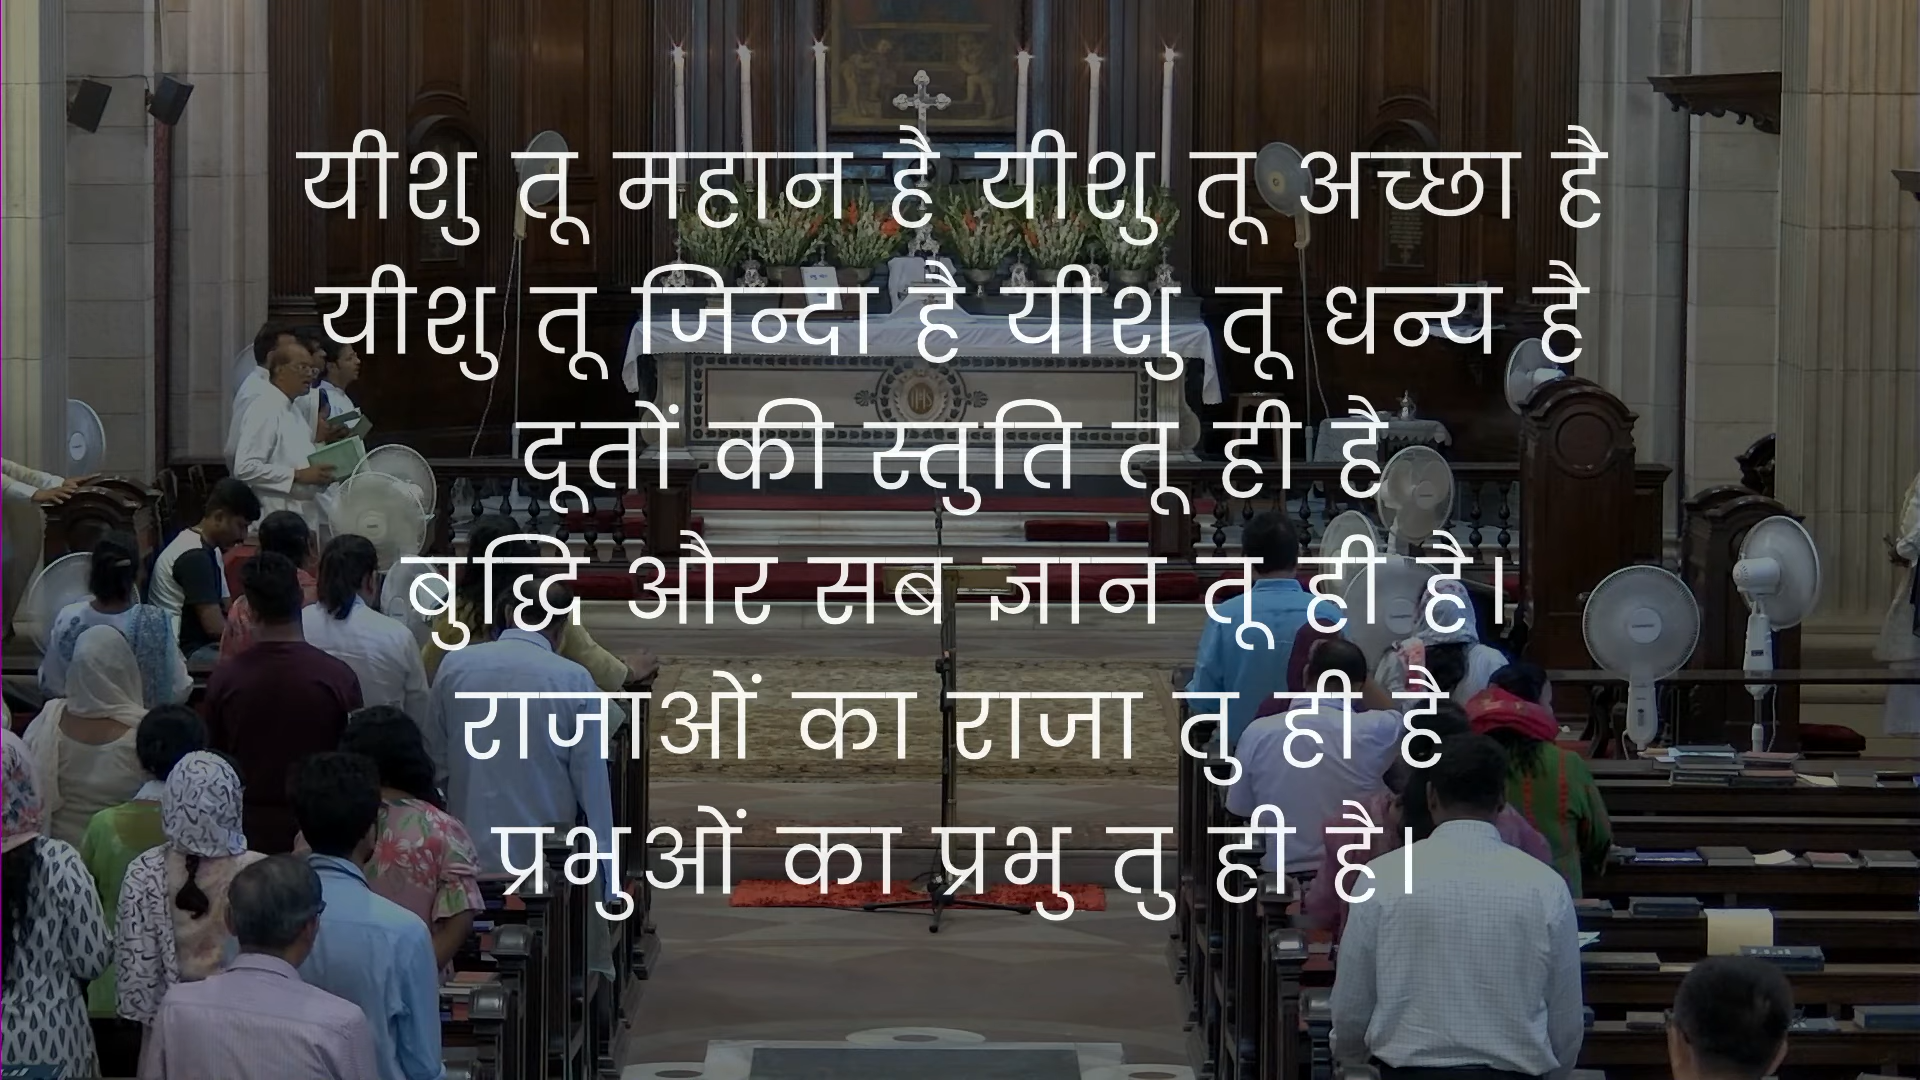 यीशु तू महान है यीशु तू अच्छा है
यीशु तू जिन्दा है यीशु तू धन्य है
दूतों की स्तुति तू ही है
बुद्धि और सब ज्ञान तू ही है।
राजाओं का राजा तु ही है
प्रभुओं का प्रभु तु ही है।